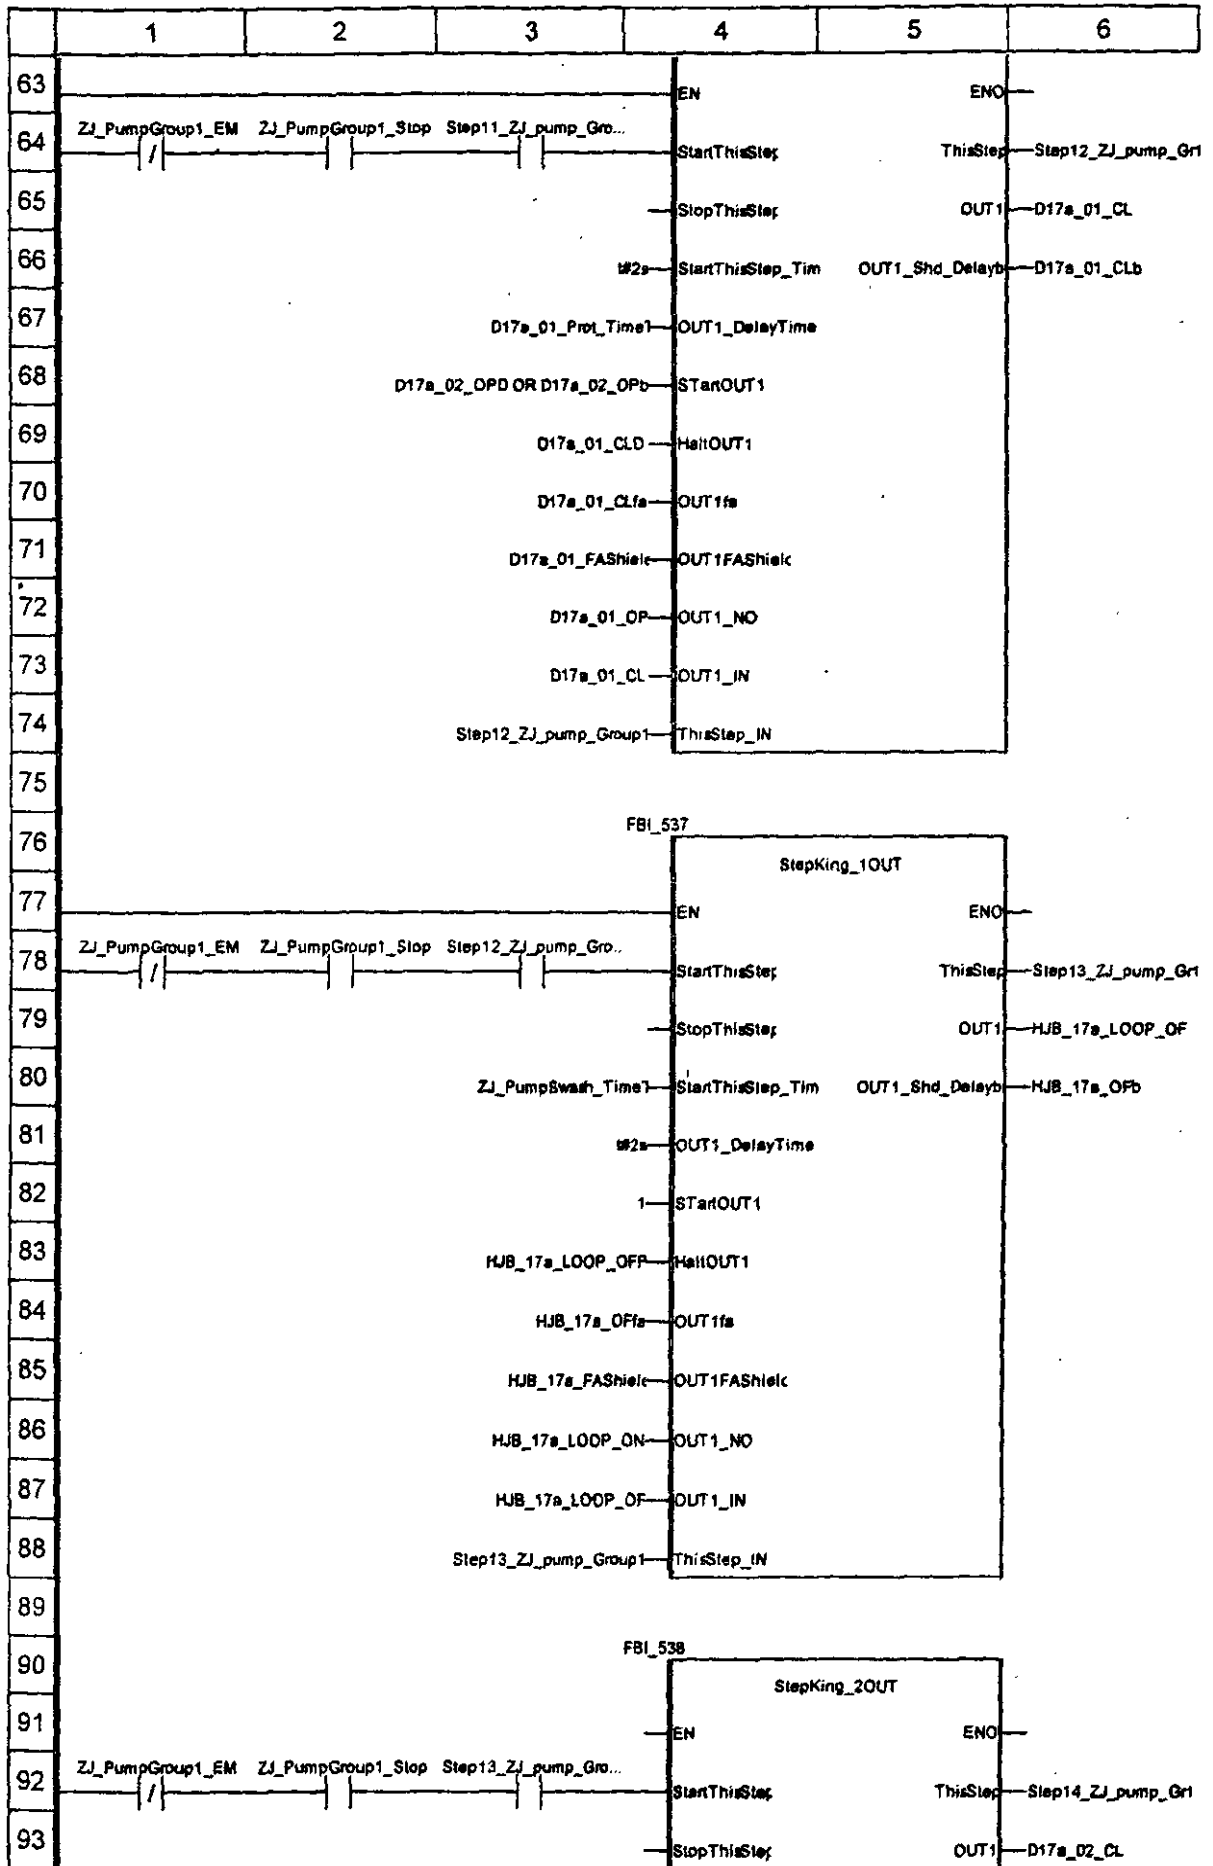 1 2 3 4 5 6
63 EN ENO
ZJ_PumpGroup1_EM ZJ_PumpGroup1_Stop Step11_ZJ_pump_Gro...
64 StartThisStep ThisStep Step12_ZJ_pump_Gr1
65 StopThisStep OUT1 D17a_01_CL
66 t#2s StartThisStep_Tim OUT1_Shd_Delayb D17a_01_CLb
67 D17a_01_Prot_Time1 OUT1_DelayTime
68 D17a_02_OPD OR D17a_02_OPb STartOUT1
69 D17a_01_CLD HaltOUT1
70 D17a_01_CLfa OUT1fa
71 D17a_01_FAShielc OUT1FAShielc
72 D17a_01_OP OUT1_NO
73 D17a_01_CL OUT1_IN
74 Step12_ZJ_pump_Group1 ThisStep_IN
75
FBI_537
76 StepKing_1OUT
77 EN ENO
ZJ_PumpGroup1_EM ZJ_PumpGroup1_Stop Step12_ZJ_pump_Gro..
78 StartThisStep ThisStep Step13_ZJ_pump_Gr1
79 StopThisStep OUT1 HJB_17a_LOOP_OF
80 ZJ_PumpSwash_Time1 StartThisStep_Tim OUT1_Shd_Delayb HJB_17a_OFb
81 t#2s OUT1_DelayTime
82 1 STartOUT1
83 HJB_17a_LOOP_OFP HaltOUT1
84 HJB_17a_OFfa OUT1fa
85 HJB_17a_FAShielc OUT1FAShielc
86 HJB_17a_LOOP_ON OUT1_NO
87 HJB_17a_LOOP_OF OUT1_IN
88 Step13_ZJ_pump_Group1 ThisStep_IN
89
FBI_538
90 StepKing_2OUT
91 EN ENO
ZJ_PumpGroup1_EM ZJ_PumpGroup1_Stop Step13_ZJ_pump_Gro...
92 StartThisStep ThisStep Step14_ZJ_pump_Gr1
93 StopThisStep OUT1 D17a_02_CL